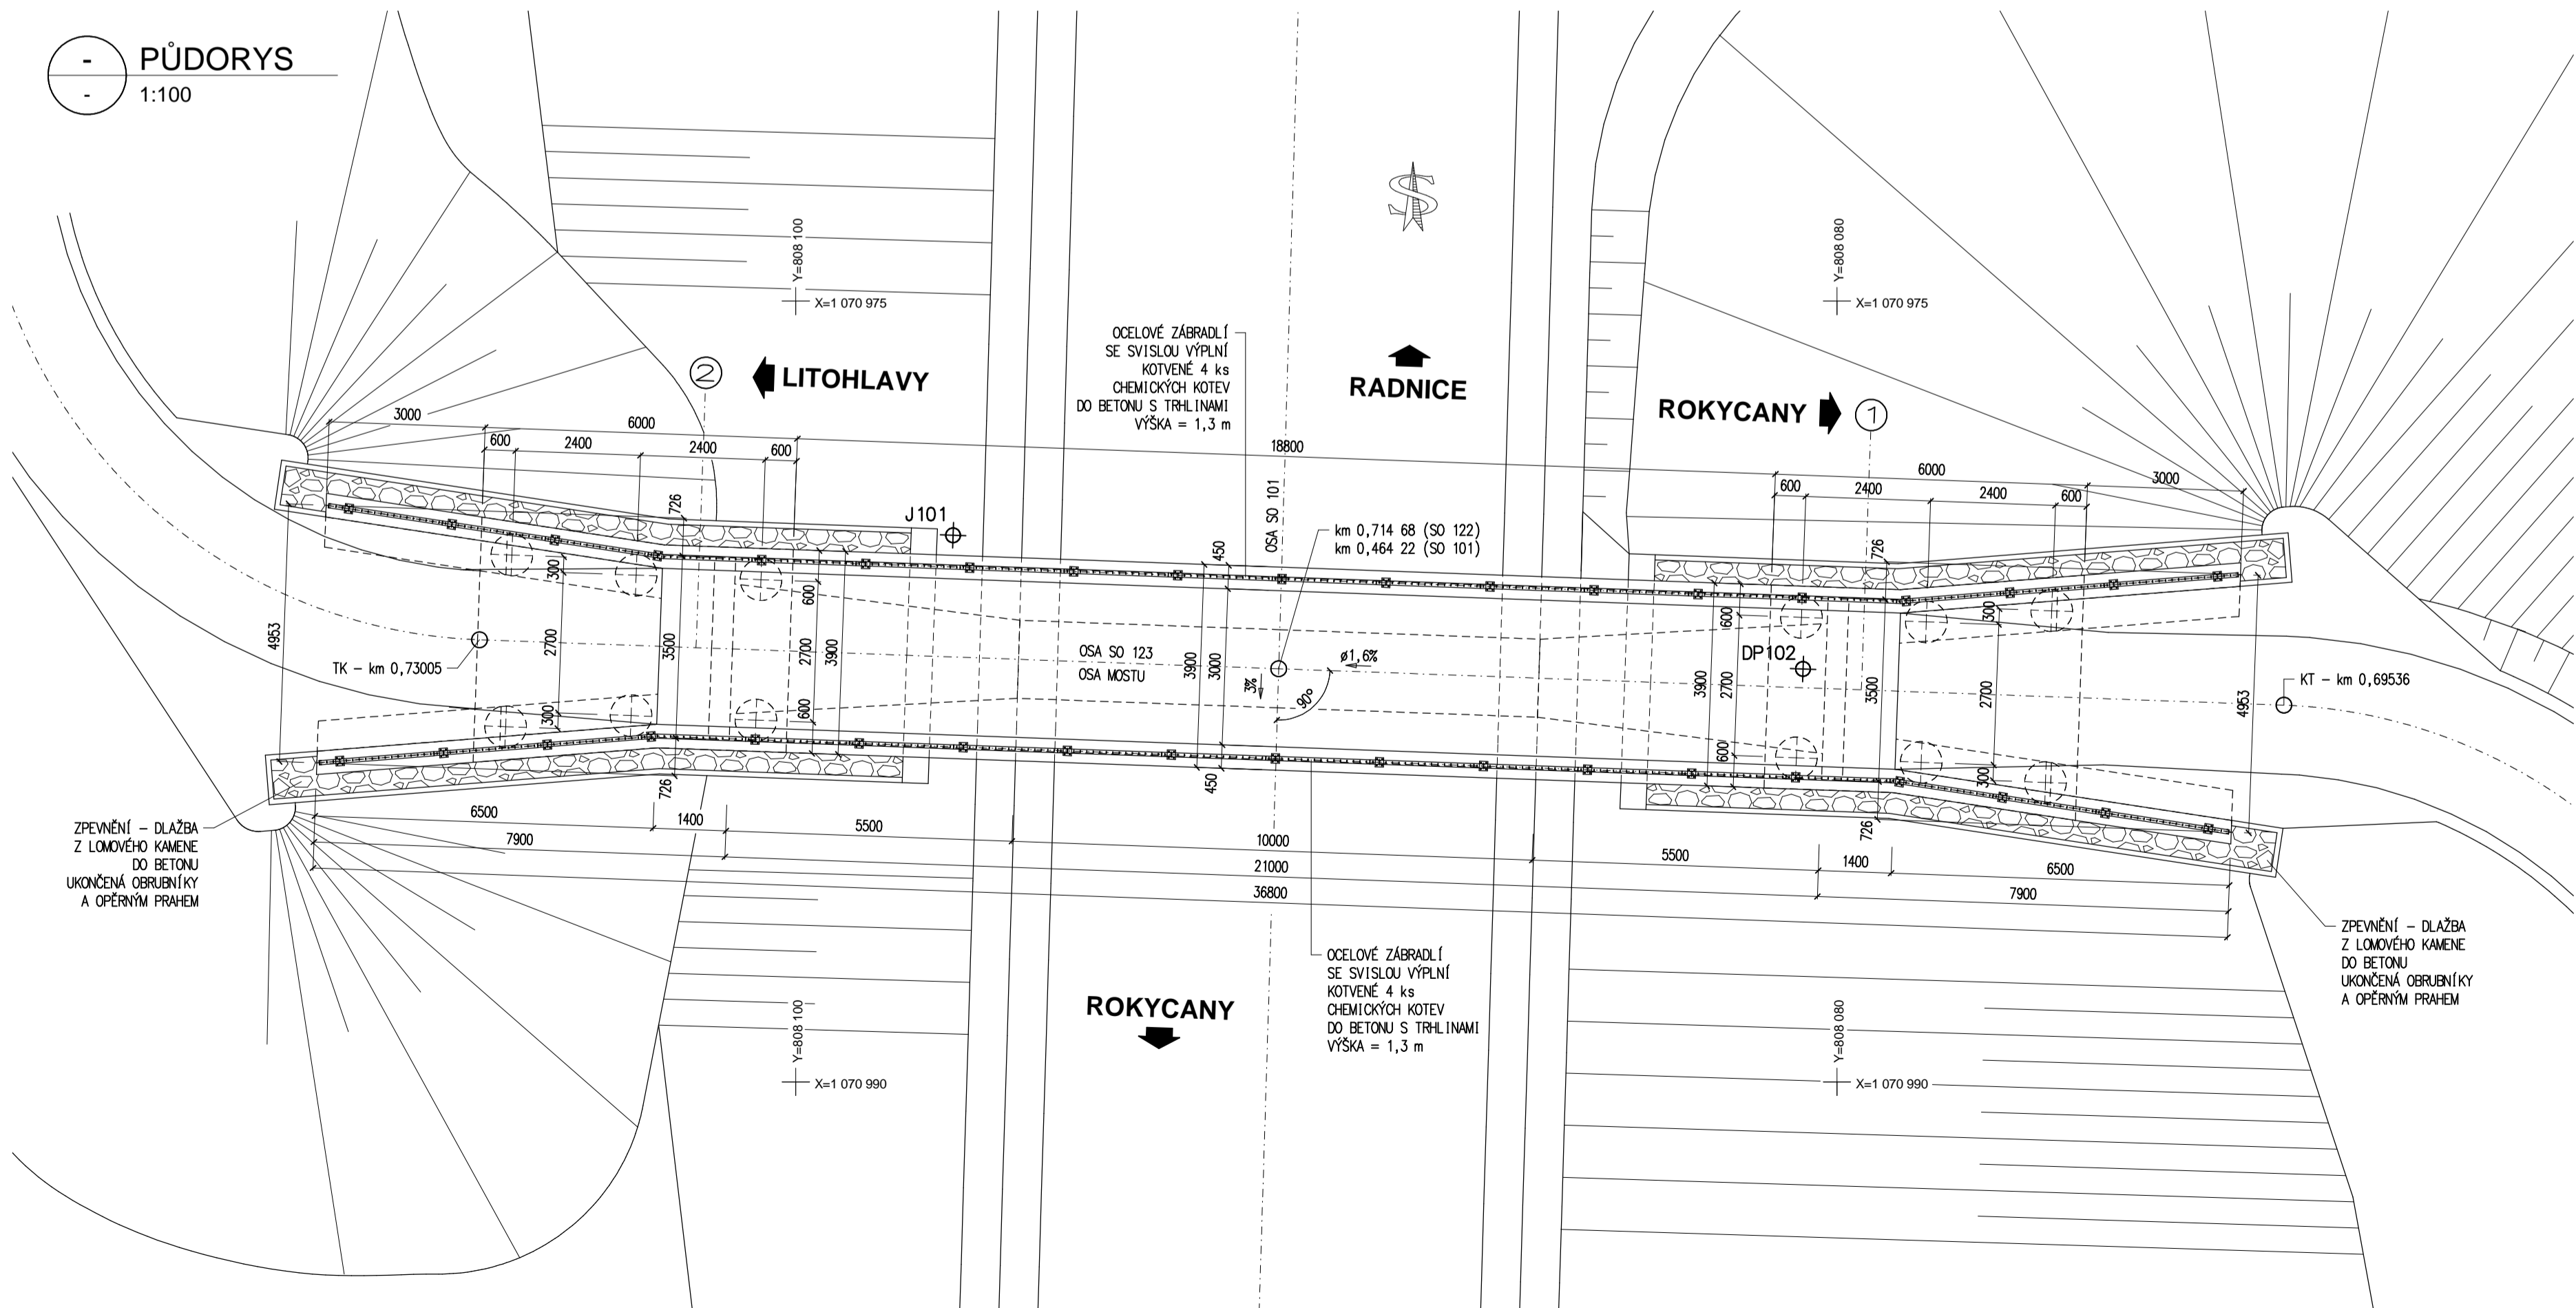 -
-
PŮDORYS
1:100
Y=808 100
X=1 070 975
Y=808 080
X=1 070 975
S
OCELOVÉ ZÁBRADLÍ
SE SVISLOU VÝPLNÍ
KOTVENÉ 4 ks
CHEMICKÝCH KOTEV
DO BETONU S TRHLINAMI
VÝŠKA = 1,3 m
2
LITOHLAVY
RADNICE
ROKYCANY
1
3000
6000
18800
6000
3000
600
2400
2400
600
600
2400
2400
600
726
J101
OSA SO 101
km 0,714 68 (SO 122)
km 0,464 22 (SO 101)
450
726
300
600
600
300
4953
2700
3500
2700
3900
TK – km 0,73005
OSA SO 123
OSA MOSTU
3900
3000
ø1,6%
3%
90°
DP102
3900
2700
3500
2700
4953
KT – km 0,69536
300
600
600
300
726
450
726
6500
1400
5500
10000
5500
1400
6500
7900
21000
7900
36800
ZPEVNĚNÍ – DLAŽBA
Z LOMOVÉHO KAMENE
DO BETONU
UKONČENÁ OBRUBNÍKY
A OPĚRNÝM PRAHEM
ZPEVNĚNÍ – DLAŽBA
Z LOMOVÉHO KAMENE
DO BETONU
UKONČENÁ OBRUBNÍKY
A OPĚRNÝM PRAHEM
ROKYCANY
OCELOVÉ ZÁBRADLÍ
SE SVISLOU VÝPLNÍ
KOTVENÉ 4 ks
CHEMICKÝCH KOTEV
DO BETONU S TRHLINAMI
VÝŠKA = 1,3 m
Y=808 100
X=1 070 990
Y=808 080
X=1 070 990